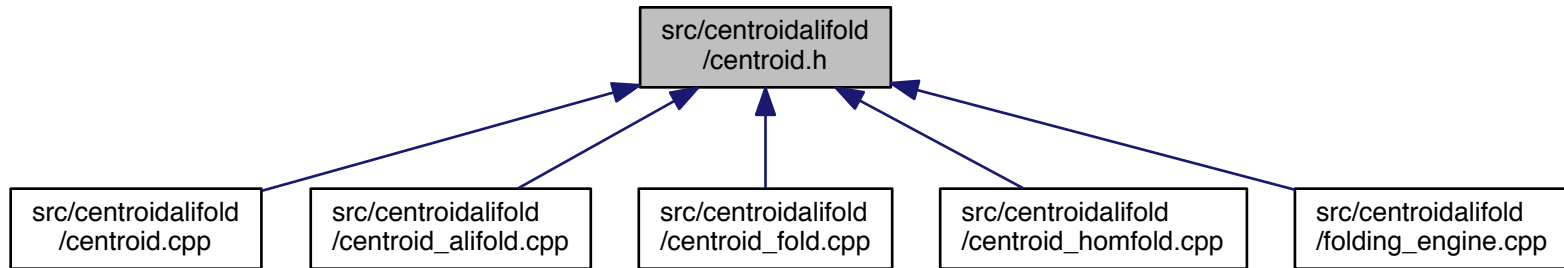 src/centroidalifold
/centroid.h
src/centroidalifold
/centroid.cpp
src/centroidalifold
/centroid_alifold.cpp
src/centroidalifold
/centroid_fold.cpp
src/centroidalifold
/centroid_homfold.cpp
src/centroidalifold
/folding_engine.cpp